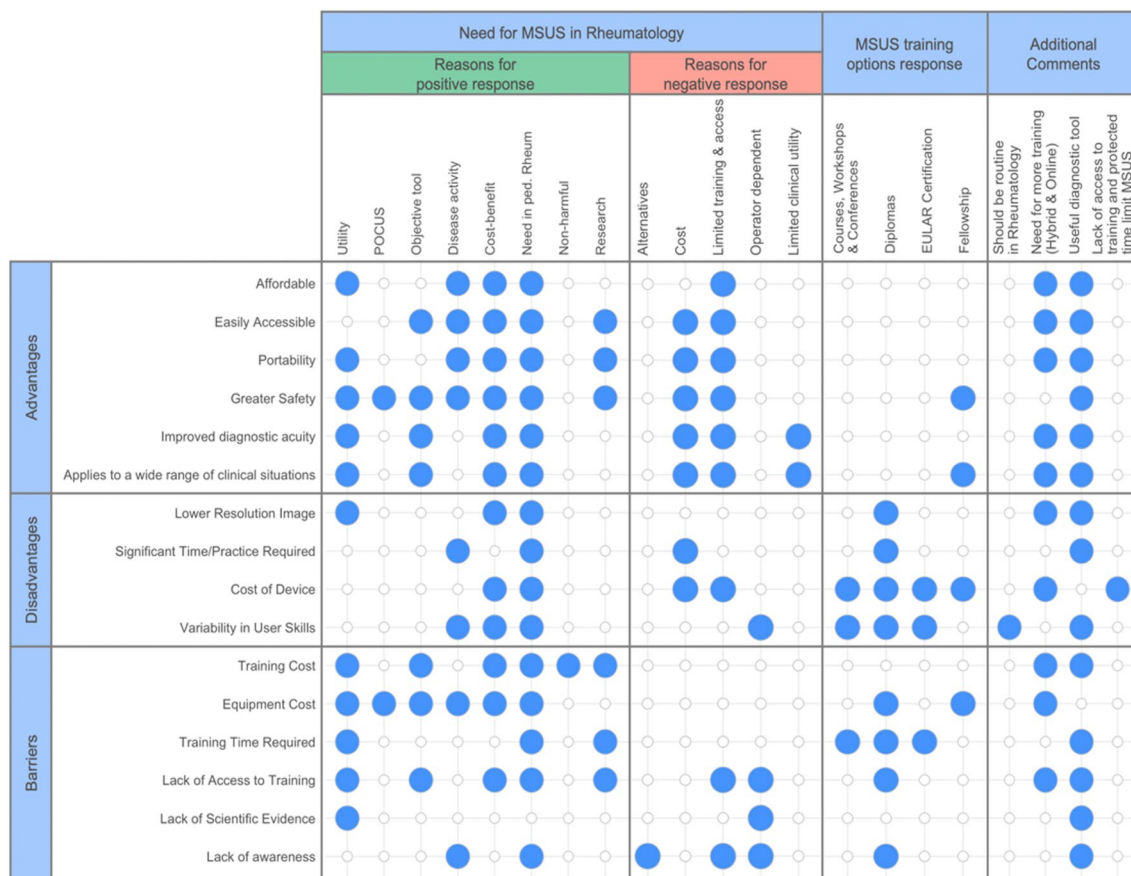 Need for MSUS in Rheumatology
MSUS training
options response
Additional
Comments
Reasons for
positive response
Reasons for
negative response
Utility
POCUS
Objective tool
Disease activity
Cost-benefit
Need in ped. Rheum
Non-harmful
Research
Alternatives
Cost
Limited training & access
Operator dependent
Limited clinical utility
Courses, Workshops
& Conferences
Diplomas
EULAR Certification
Fellowship
Should be routine
in Rheumatology
Need for more training
(Hybrid & Online)
Useful diagnostic tool
Lack of access to
training and protected
time limit MSUS
Advantages
Affordable
Easily Accessible
Portability
Greater Safety
Improved diagnostic acuity
Applies to a wide range of clinical situations
Disadvantages
Lower Resolution Image
Significant Time/Practice Required
Cost of Device
Variability in User Skills
Barriers
Training Cost
Equipment Cost
Training Time Required
Lack of Access to Training
Lack of Scientific Evidence
Lack of awareness